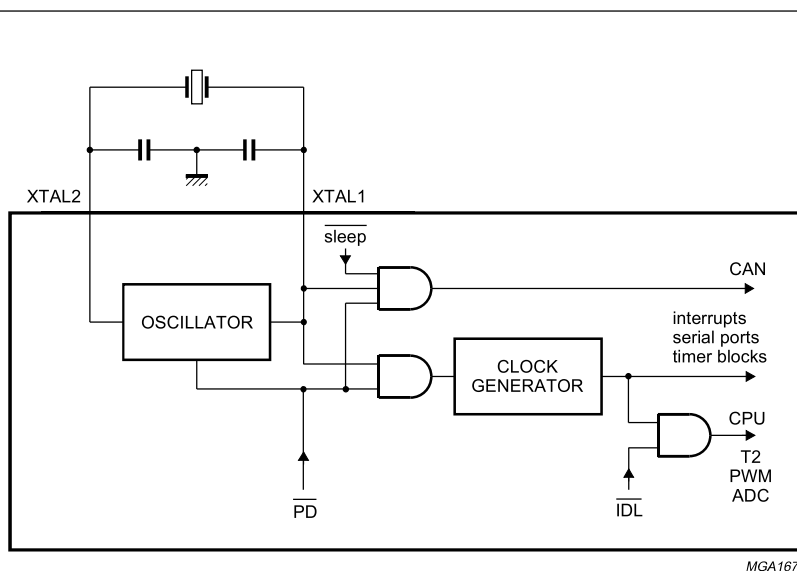 XTAL2
XTAL1
sleep
CAN
OSCILLATOR
interrupts
serial ports
timer blocks
CLOCK
GENERATOR
CPU
T2
PWM
ADC
PD
IDL
MGA167